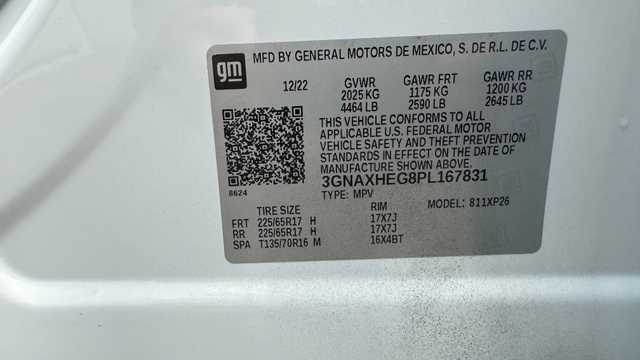 gm MFD BY GENERAL MOTORS DE MEXICO, S. DE R.L. DE C.V.
12/22 GVWR GAWR FRT GAWR RR
2025 KG 1175 KG 1200 KG
4464 LB 2590 LB 2645 LB
THIS VEHICLE CONFORMS TO ALL
APPLICABLE U.S. FEDERAL MOTOR
VEHICLE SAFETY AND THEFT PREVENTION
STANDARDS IN EFFECT ON THE DATE OF
MANUFACTURE SHOWN ABOVE.
3GNAXHEG8PL167831
8624 TYPE: MPV MODEL: 811XP26
TIRE SIZE RIM
FRT 225/65R17 H 17X7J
RR 225/65R17 H 17X7J
SPA T135/70R16 M 16X4BT